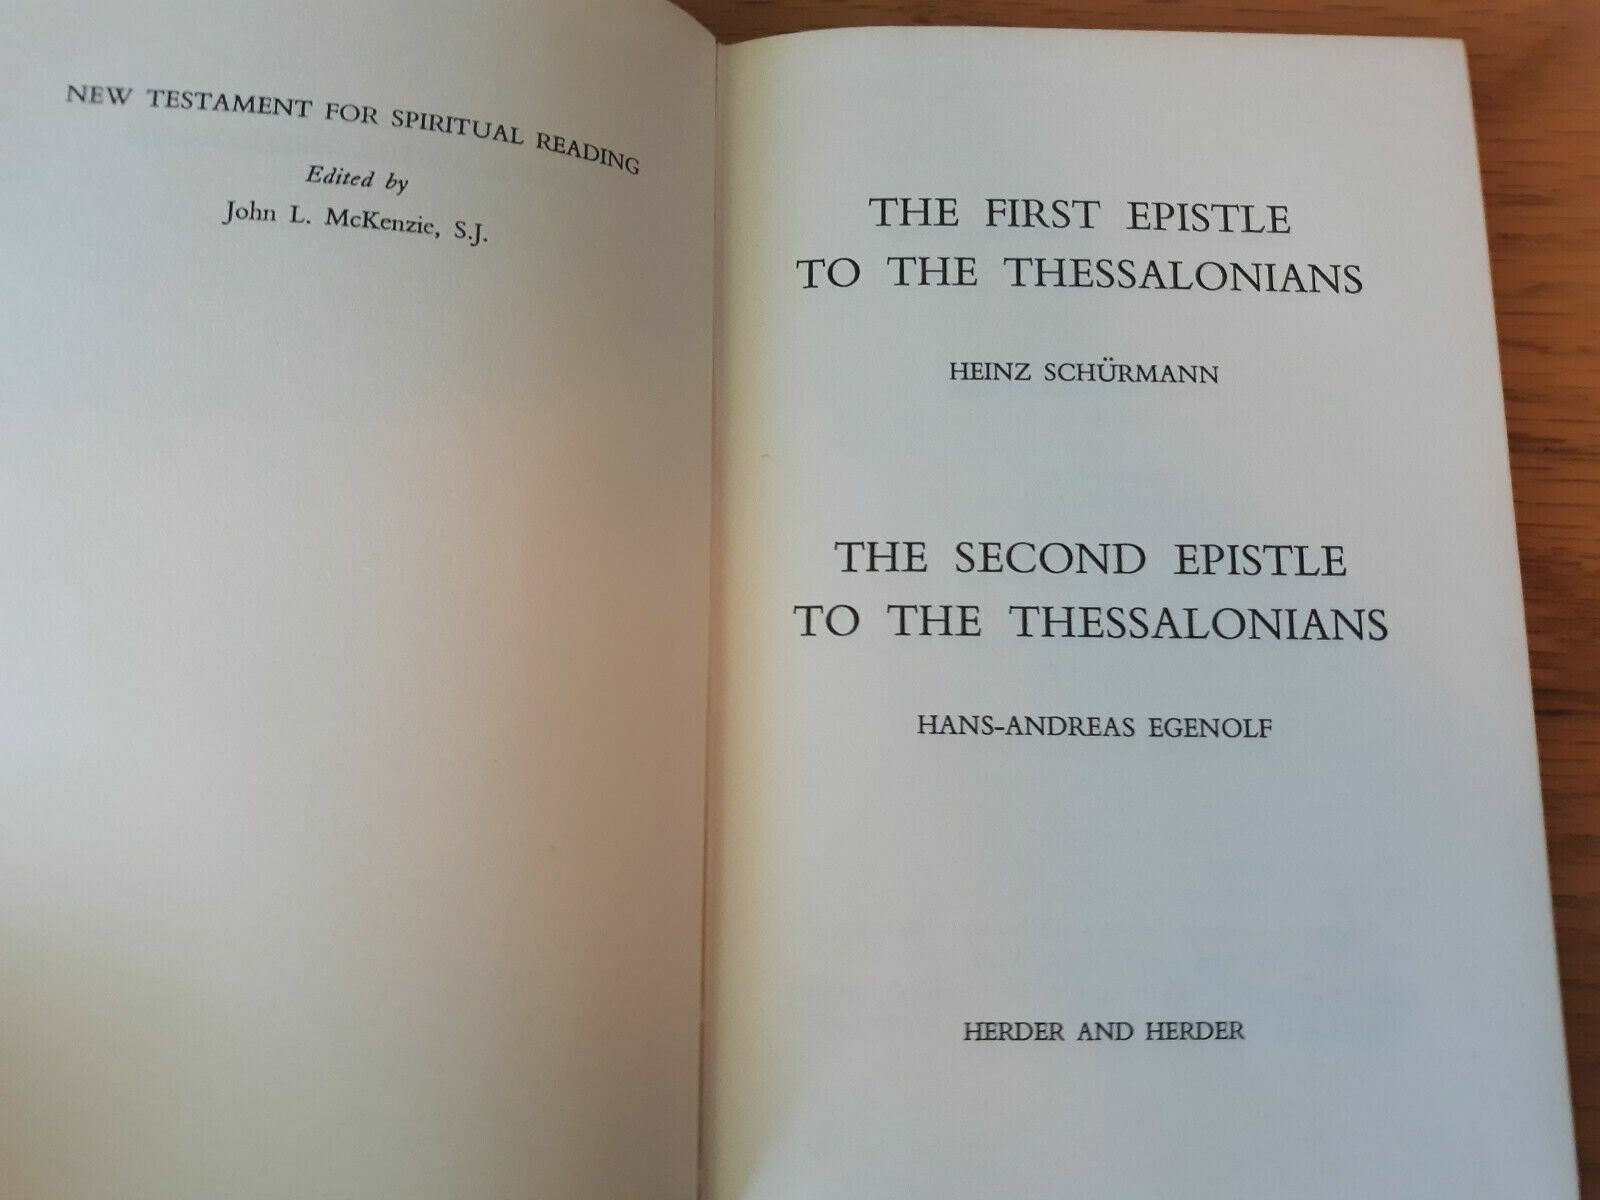 NEW TESTAMENT FOR SPIRITUAL READING
Edited by
John L. McKenzie, S.J.
THE FIRST EPISTLE
TO THE THESSALONIANS
HEINZ SCHÜRMANN
THE SECOND EPISTLE
TO THE THESSALONIANS
HANS-ANDREAS EGENOLF
HERDER AND HERDER